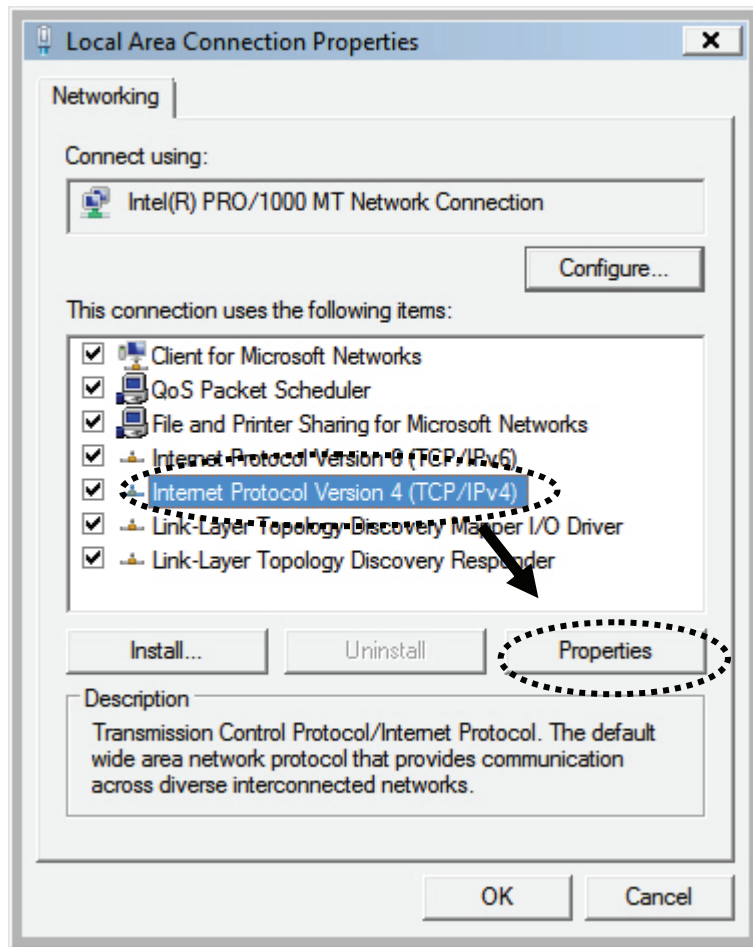 Local Area Connection Properties
Networking
Connect using:
Intel(R) PRO/1000 MT Network Connection
Configure...
This connection uses the following items:
Client for Microsoft Networks
QoS Packet Scheduler
File and Printer Sharing for Microsoft Networks
Internet Protocol Version 6 (TCP/IPv6)
Internet Protocol Version 4 (TCP/IPv4)
Link-Layer Topology Discovery Mapper I/O Driver
Link-Layer Topology Discovery Responder
Install... Uninstall Properties
Description
Transmission Control Protocol/Internet Protocol. The default
wide area network protocol that provides communication
across diverse interconnected networks.
OK Cancel